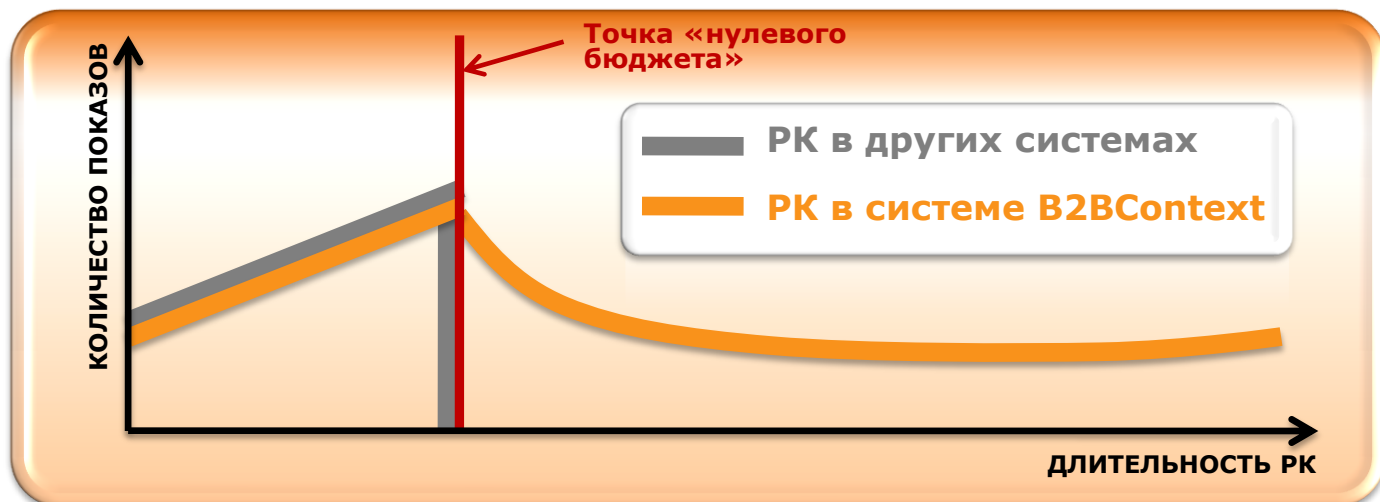 Точка «нулевого
бюджета»
КОЛИЧЕСТВО ПОКАЗОВ
РК в других системах
РК в системе B2BContext
ДЛИТЕЛЬНОСТЬ РК